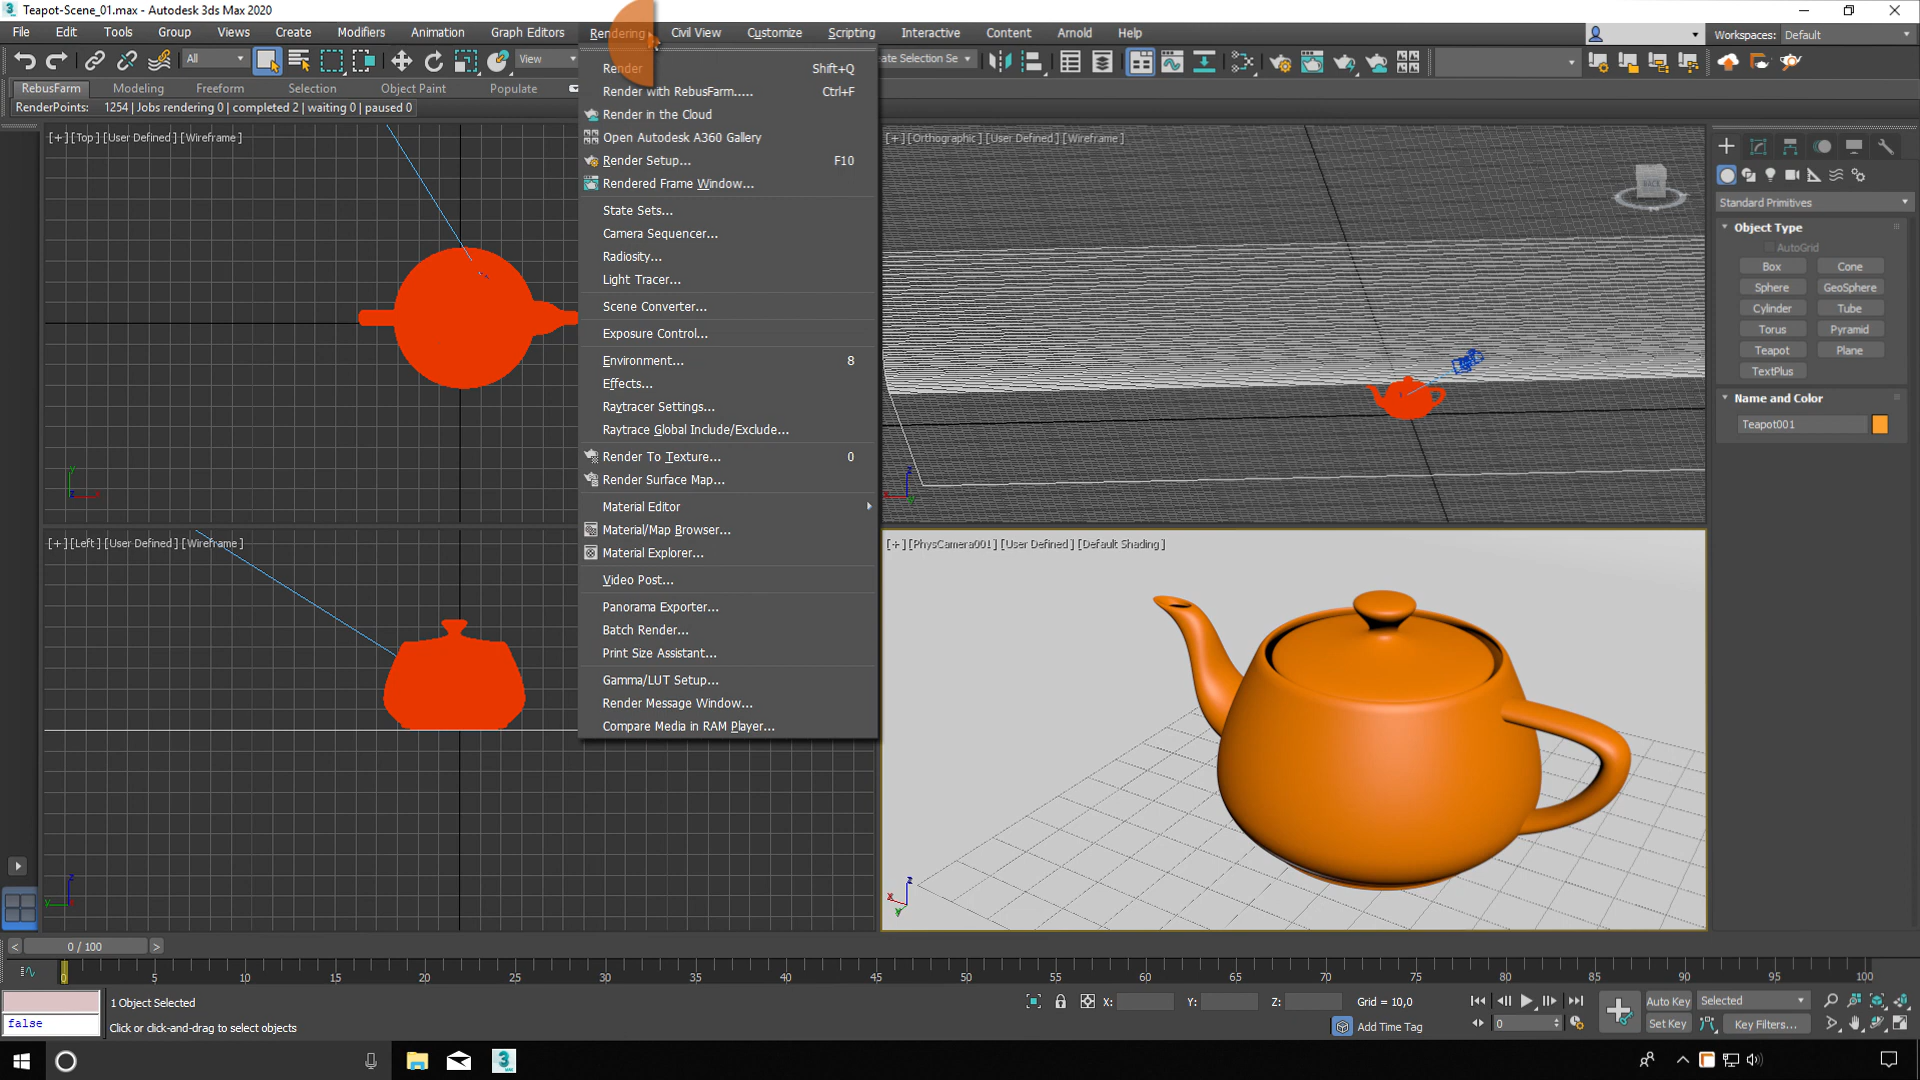 Teapot-Scene_01.max - Autodesk 3ds Max 2020
File Edit Tools Group Views Create Modifiers Animation Graph Editors Rendering Civil View Customize Scripting Interactive Content Arnold Help
Workspaces: Default
All View ate Selection Se
RebusFarm Modeling Freeform Selection Object Paint Populate
RenderPoints: 1254 | Jobs rendering 0 | completed 2 | waiting 0 | paused 0
Render Shift+Q
Render with RebusFarm..... Ctrl+F
Render in the Cloud
Open Autodesk A360 Gallery
Render Setup... F10
Rendered Frame Window...
State Sets...
Camera Sequencer...
Radiosity...
Light Tracer...
Scene Converter...
Exposure Control...
Environment... 8
Effects...
Raytracer Settings...
Raytrace Global Include/Exclude...
Render To Texture... 0
Render Surface Map...
Material Editor
Material/Map Browser...
Material Explorer...
Video Post...
Panorama Exporter...
Batch Render...
Print Size Assistant...
Gamma/LUT Setup...
Render Message Window...
Compare Media in RAM Player...
[+] [Top] [User Defined] [Wireframe]
[+] [Orthographic] [User Defined] [Wireframe]
BACK
[+] [Left] [User Defined] [Wireframe]
[+] [PhysCamera001] [User Defined] [Default Shading]
Standard Primitives
Object Type
AutoGrid
Box Cone
Sphere GeoSphere
Cylinder Tube
Torus Pyramid
Teapot Plane
TextPlus
Name and Color
Teapot001
< 0 / 100 >
0 5 10 15 20 25 30 35 40 45 50 55 60 65 70 75 80 85 90 95 100
1 Object Selected
X: Y: Z: Grid = 10,0
Auto Key Selected
false
Click or click-and-drag to select objects
Add Time Tag
0
Set Key Key Filters...